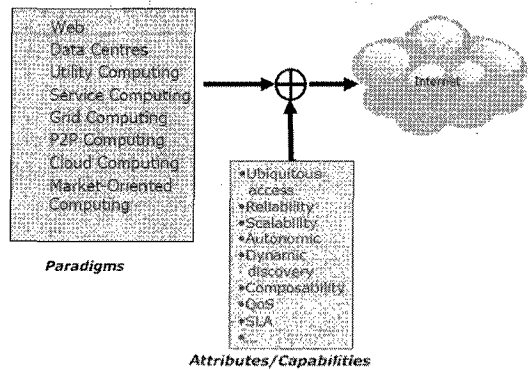 Web
Data Centres
Utility Computing
Service Computing
Grid Computing
P2P Computing
Cloud Computing
Market-Oriented
Computing
Paradigms
Internet
•Ubiquitous
access
•Reliability
•Scalability
•Autonomic
•Dynamic
discovery
•Composability
•QoS
•SLA
•...
Attributes/Capabilities